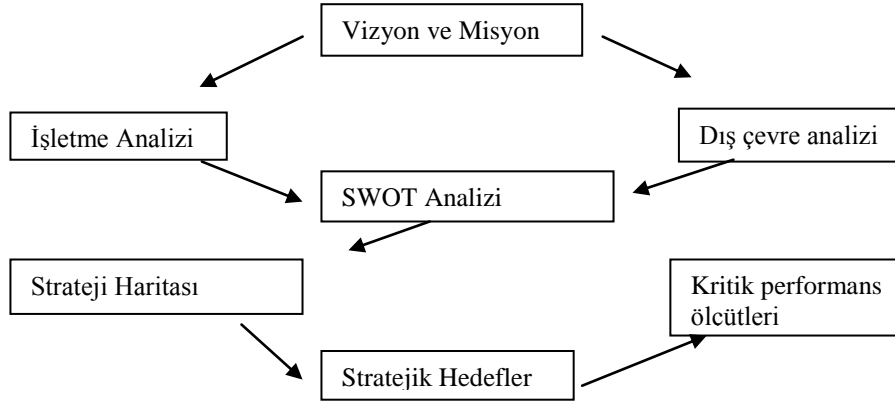 Vizyon ve Misyon
İşletme Analizi
Dış çevre analizi
SWOT Analizi
Strateji Haritası
Kritik performans
ölcütleri
Stratejik Hedefler